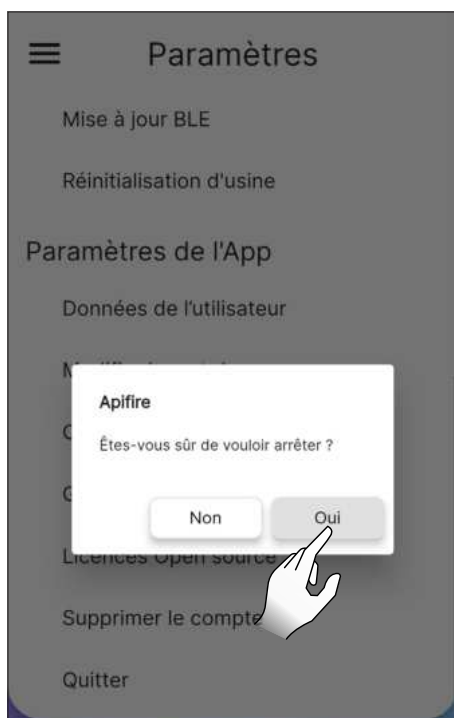 Paramètres
Mise à jour BLE
Réinitialisation d'usine
Paramètres de l'App
Données de l'utilisateur
Apifire
Êtes-vous sûr de vouloir arrêter ?
Non
Oui
Licences Open source
Supprimer le compte
Quitter